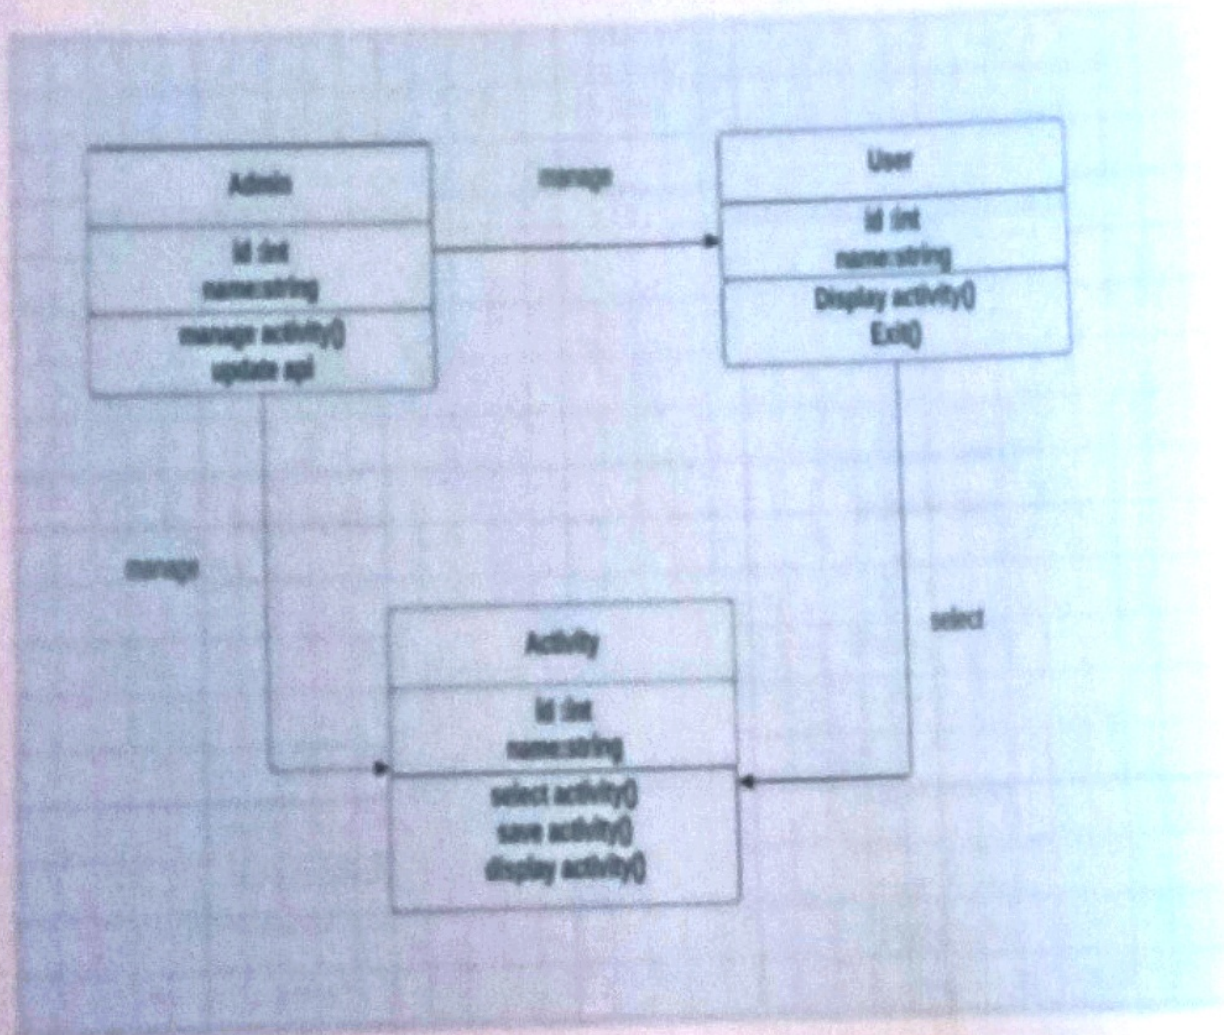 Admin
id :int
name:string
manage activity()
update api
manage
User
id :int
name:string
Display activity()
Exit()
manage
select
Activity
id :int
name:string
select activity()
save activity()
display activity()